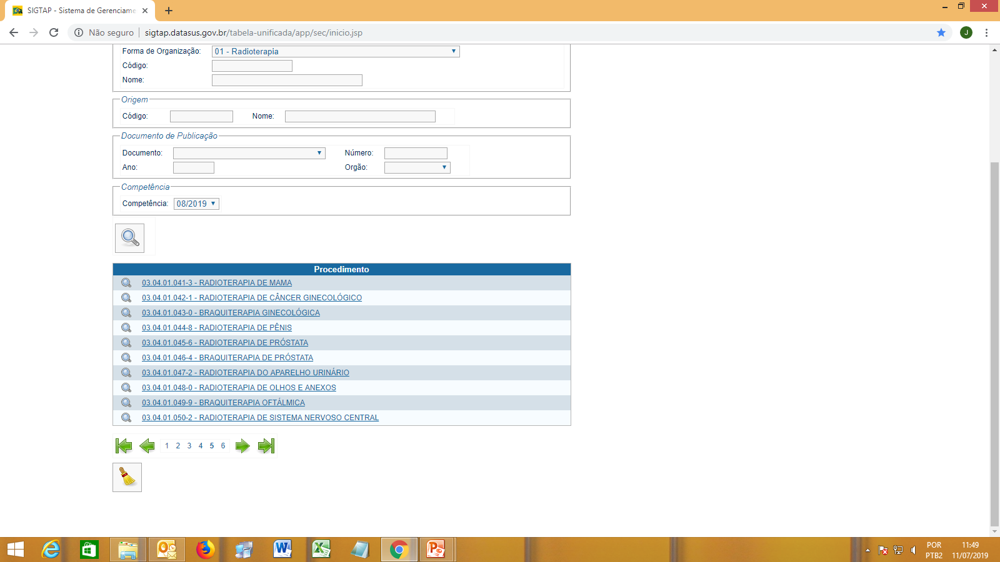 SIGTAP - Sistema de Gerenciame
Não seguro
sigtap.datasus.gov.br/tabela-unificada/app/sec/inicio.jsp
J
Forma de Organização: 01 - Radioterapia
Código:
Nome:
Origem
Código: Nome:
Documento de Publicação
Documento: Número:
Ano: Orgão:
Competência
Competência: 08/2019
Procedimento
03.04.01.041-3 - RADIOTERAPIA DE MAMA
03.04.01.042-1 - RADIOTERAPIA DE CÂNCER GINECOLÓGICO
03.04.01.043-0 - BRAQUITERAPIA GINECOLÓGICA
03.04.01.044-8 - RADIOTERAPIA DE PÊNIS
03.04.01.045-6 - RADIOTERAPIA DE PRÓSTATA
03.04.01.046-4 - BRAQUITERAPIA DE PRÓSTATA
03.04.01.047-2 - RADIOTERAPIA DO APARELHO URINÁRIO
03.04.01.048-0 - RADIOTERAPIA DE OLHOS E ANEXOS
03.04.01.049-9 - BRAQUITERAPIA OFTÁLMICA
03.04.01.050-2 - RADIOTERAPIA DE SISTEMA NERVOSO CENTRAL
1 2 3 4 5 6
POR 11:49
PTB2 11/07/2019